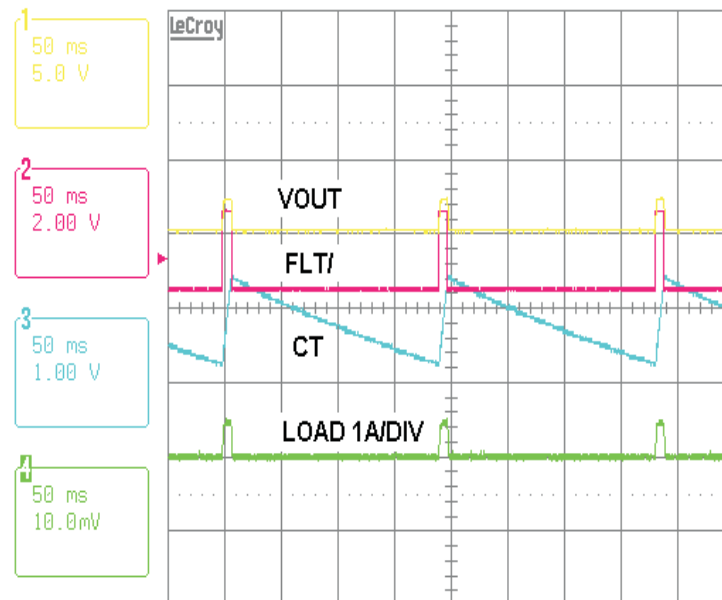 LeCroy
1
50 ms
5.0 V
2
50 ms
2.00 V
3
50 ms
1.00 V
4
50 ms
10.0mV
VOUT
FLT/
CT
LOAD 1A/DIV